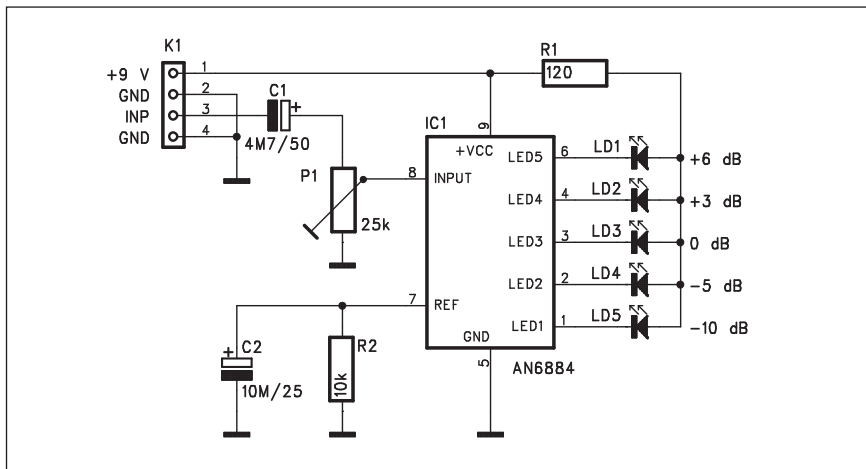 K1
+9 V 1
GND 2
INP 3
GND 4
C1
+
4M7/50
P1
25k
R1
120
IC1
9
+VCC
8 INPUT
7 REF
GND
5
AN6884
LED5 6 LD1 +6 dB
LED4 4 LD2 +3 dB
LED3 3 LD3 0 dB
LED2 2 LD4 -5 dB
LED1 1 LD5 -10 dB
+
C2
10M/25
R2
10k